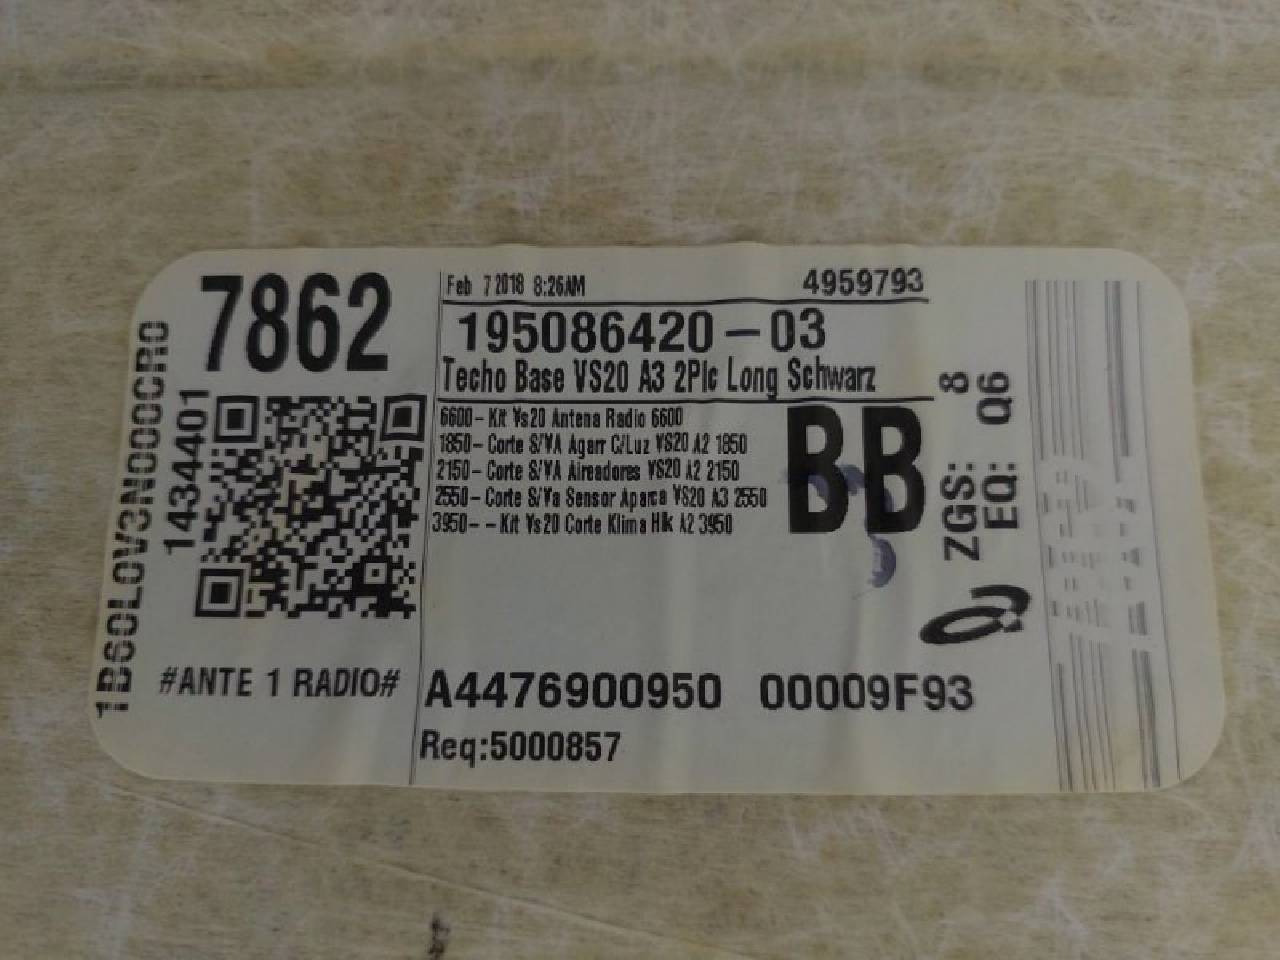 7862
Feb 7 2018 8:26AM
4959793
195086420-03
Techo Base VS20 A3 2Plc Long Schwarz
6600- Kit Vs20 Antena Radio 6600
1850- Corte S/VA Agarr C/Luz VS20 A2 1850
2150- Corte S/VA Aireadores VS20 A2 2150
2550- Corte S/Va Sensor Aparca VS20 A3 2550
3950- - Kit Vs20 Corte Klima Hlk A2 3950
BB
ZGS: 8
EQ: Q6
14344401
1B60L0V3N000CR0
#ANTE 1 RADIO#
A4476900950 00009F93
Req:5000857